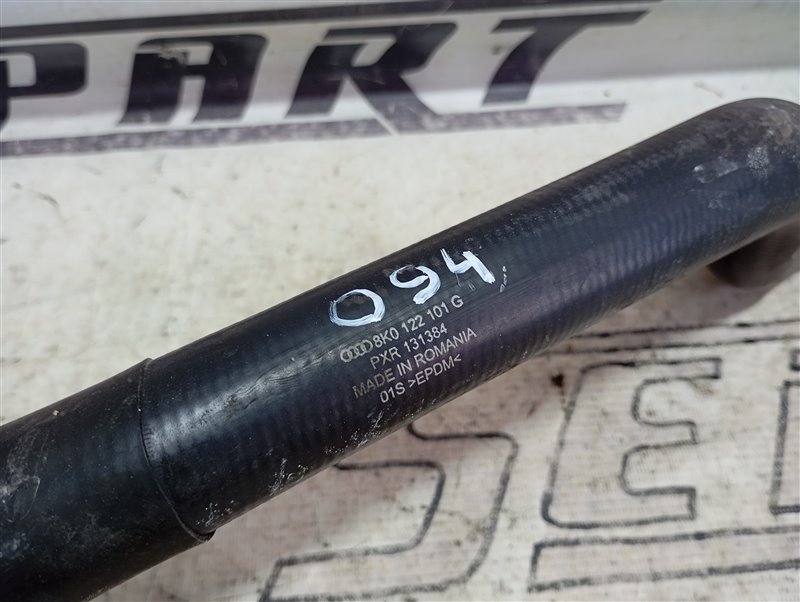 PART
094
8K0 122 101 G
PXR 131384
MADE IN ROMANIA
01S >EPDM<